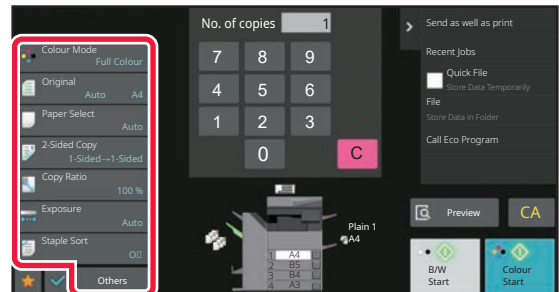 Colour Mode
Full Colour
Original
Auto A4
Paper Select
Auto
2-Sided Copy
1-Sided→1-Sided
Copy Ratio
100 %
Exposure
Auto
Staple Sort
Others
No. of copies 1
7 8 9
4 5 6
1 2 3
0 C
Plain 1
A4
1 A4
2 B5
3 B4
4 A3
Send as well as print
Recent Jobs
Quick File
Store Data Temporarily
File
Store Data in Folder
Call Eco Program
Preview
CA
B/W
Start
Colour
Start